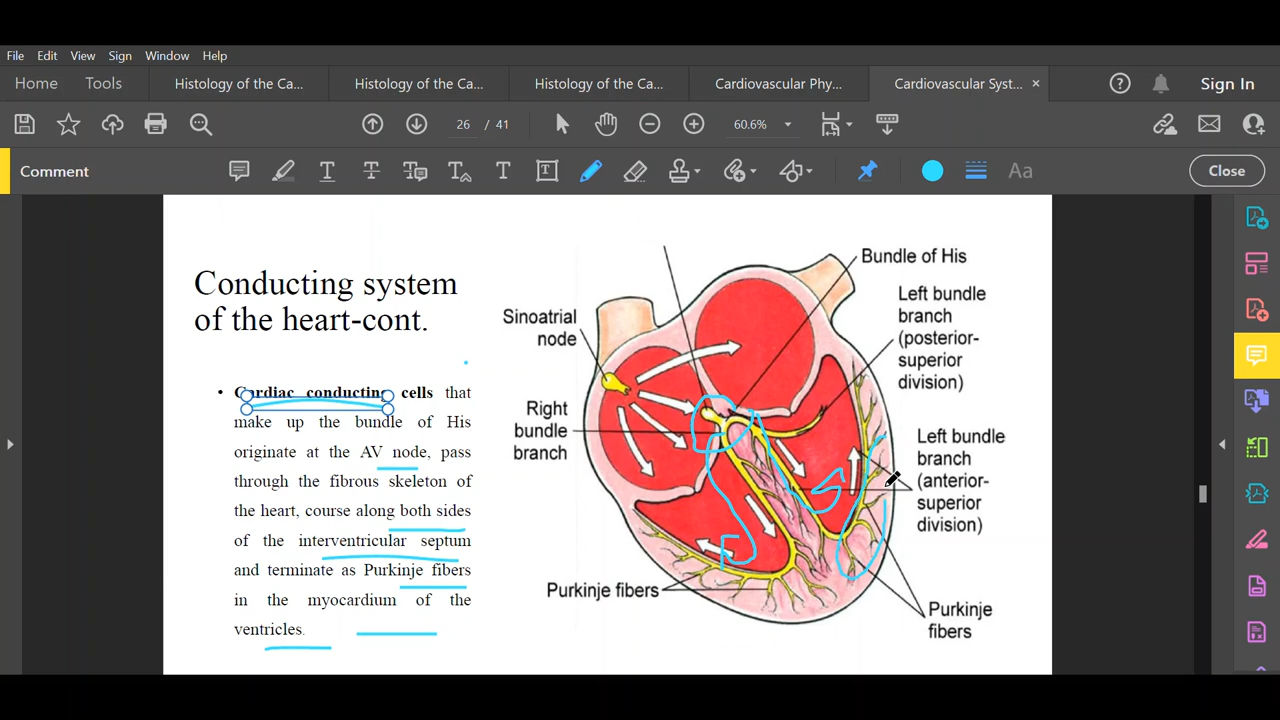 File Edit View Sign Window Help
Home Tools Histology of the Ca... Histology of the Ca... Histology of the Ca... Cardiovascular Phy... Cardiovascular Syst... × Sign In
26 / 41 60.6%
Comment Aa Close
Conducting system
of the heart-cont.
• Cardiac conducting cells that
make up the bundle of His
originate at the AV node, pass
through the fibrous skeleton of
the heart, course along both sides
of the interventricular septum
and terminate as Purkinje fibers
in the myocardium of the
ventricles.
Sinoatrial
node
Right
bundle
branch
Purkinje fibers
Bundle of His
Left bundle
branch
(posterior-
superior
division)
Left bundle
branch
(anterior-
superior
division)
Purkinje
fibers